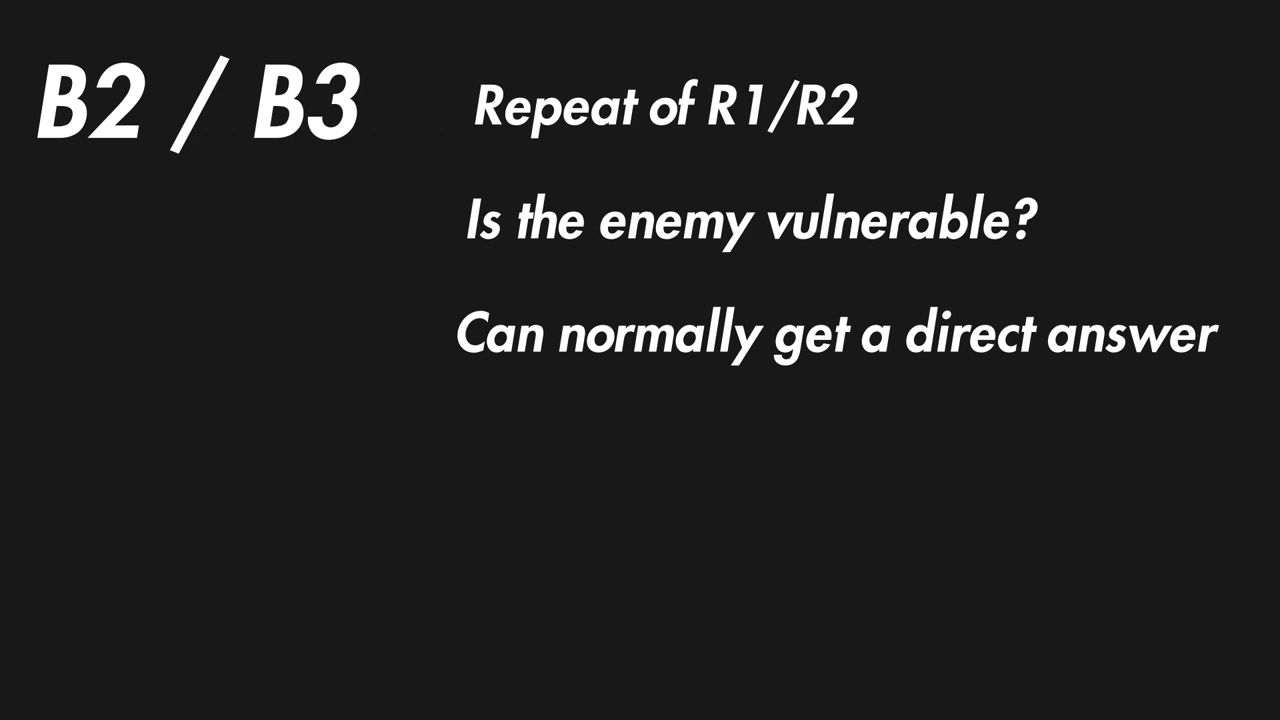 B2 / B3
Repeat of R1/R2
Is the enemy vulnerable?
Can normally get a direct answer